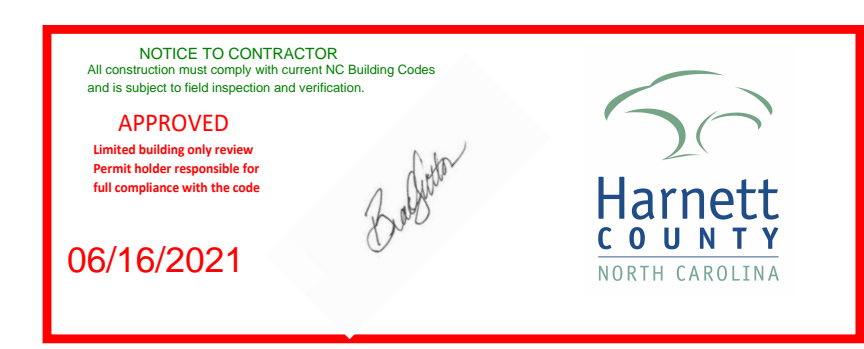 NOTICE TO CONTRACTOR
All construction must comply with current NC Building Codes
and is subject to field inspection and verification.
APPROVED
Limited building only review
Permit holder responsible for
full compliance with the code
06/16/2021
Harnett
COUNTY
NORTH CAROLINA